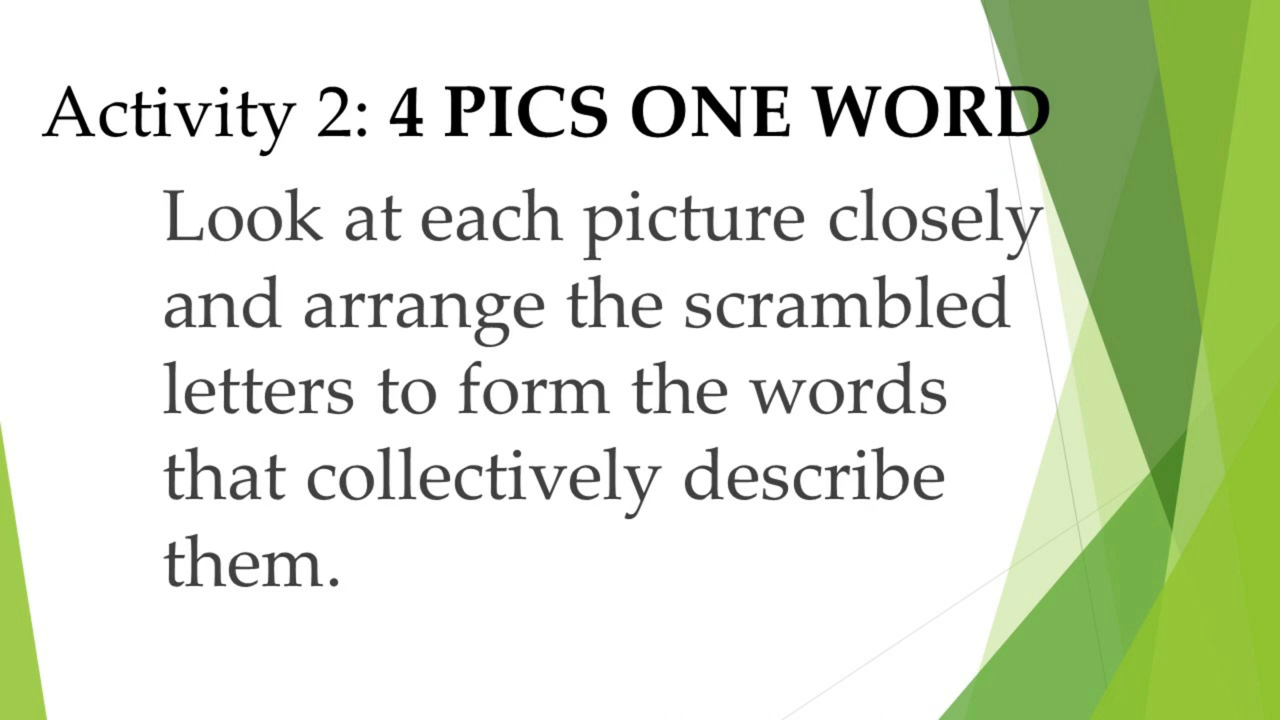 Activity 2: 4 PICS ONE WORD
Look at each picture closely
and arrange the scrambled
letters to form the words
that collectively describe
them.